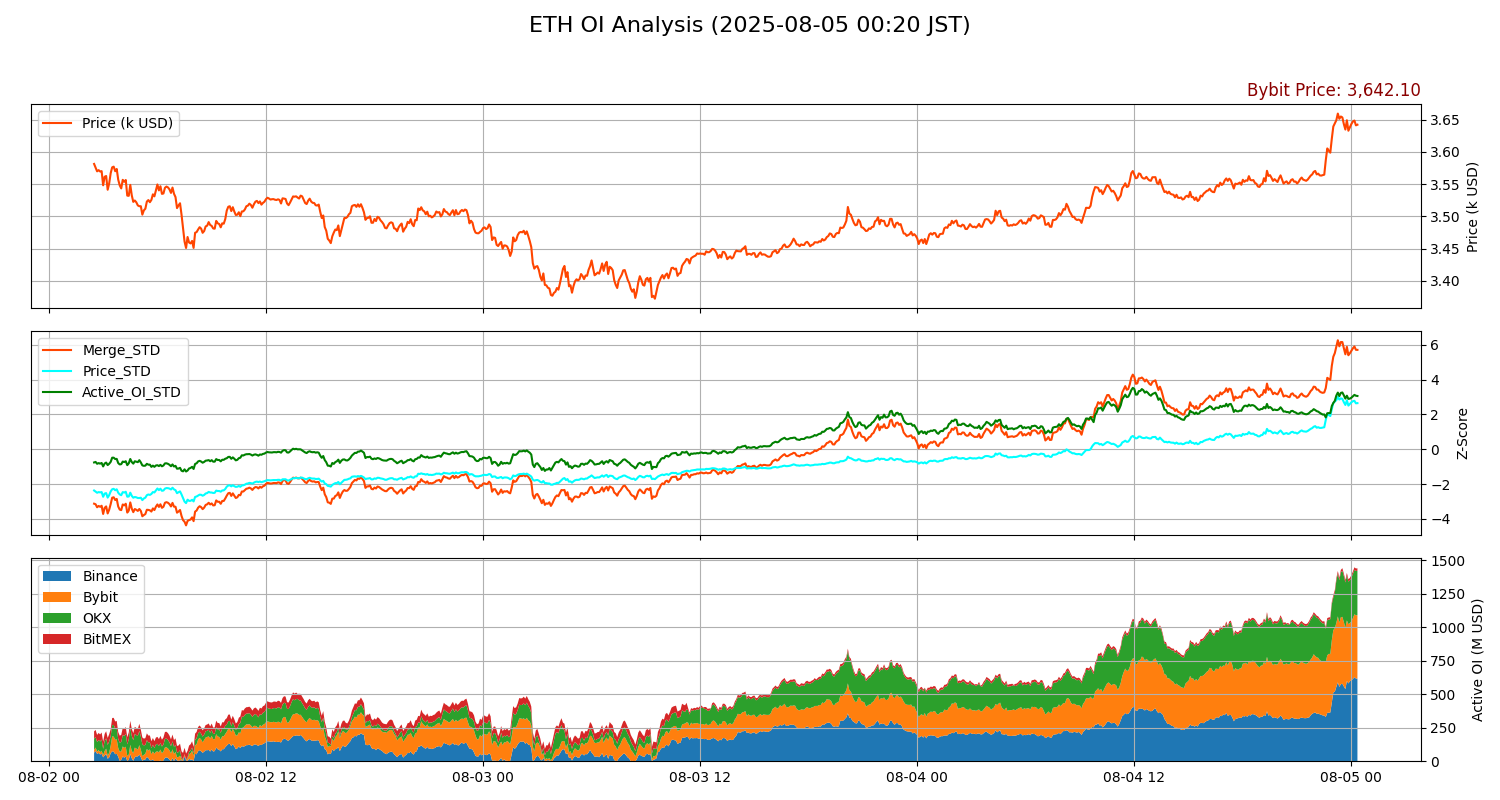 ETH OI Analysis (2025-08-05 00:20 JST)
Bybit Price: 3,642.10
Price (k USD)
3.65
3.60
3.55
3.50
3.45
3.40
Price (k USD)
Merge_STD
Price_STD
Active_OI_STD
6
4
2
0
−2
−4
Z-Score
Binance
Bybit
OKX
BitMEX
1500
1250
1000
750
500
250
0
Active OI (M USD)
08-02 00
08-02 12
08-03 00
08-03 12
08-04 00
08-04 12
08-05 00